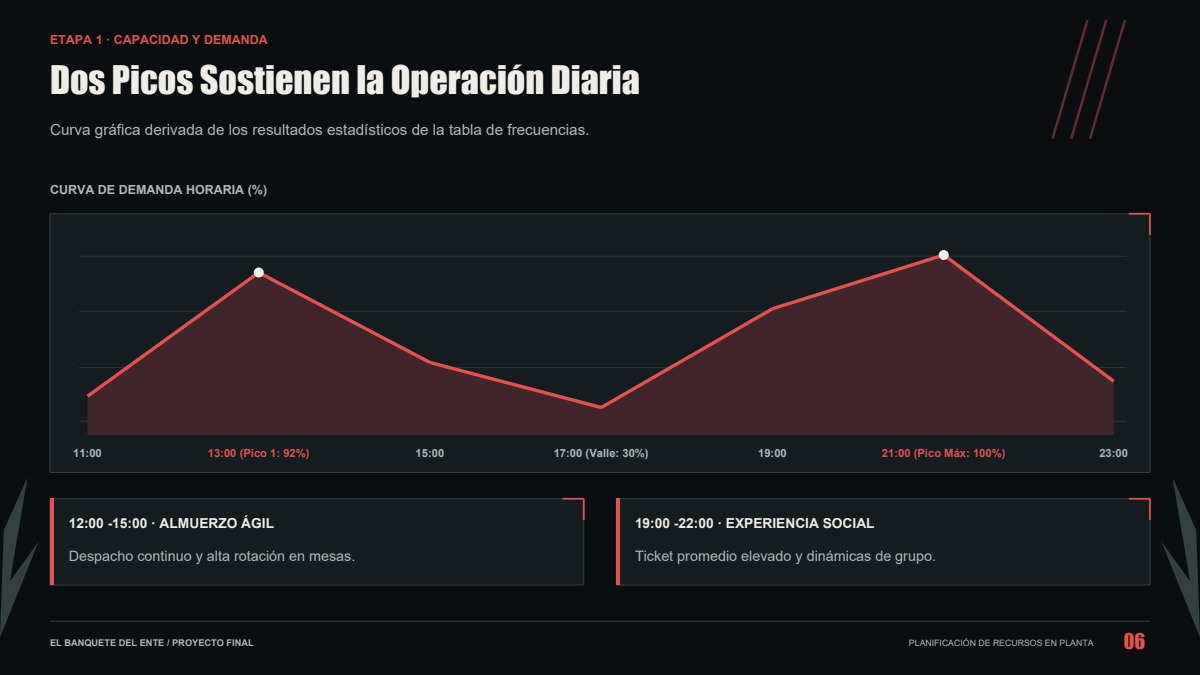 ETAPA 1 · CAPACIDAD Y DEMANDA
Dos Picos Sostienen la Operación Diaria
Curva gráfica derivada de los resultados estadísticos de la tabla de frecuencias.
CURVA DE DEMANDA HORARIA (%)
11:00
13:00 (Pico 1: 92%)
15:00
17:00 (Valle: 30%)
19:00
21:00 (Pico Máx: 100%)
23:00
12:00 -15:00 · ALMUERZO ÁGIL
Despacho continuo y alta rotación en mesas.
19:00 -22:00 · EXPERIENCIA SOCIAL
Ticket promedio elevado y dinámicas de grupo.
EL BANQUETE DEL ENTE / PROYECTO FINAL
PLANIFICACIÓN DE RECURSOS EN PLANTA
06